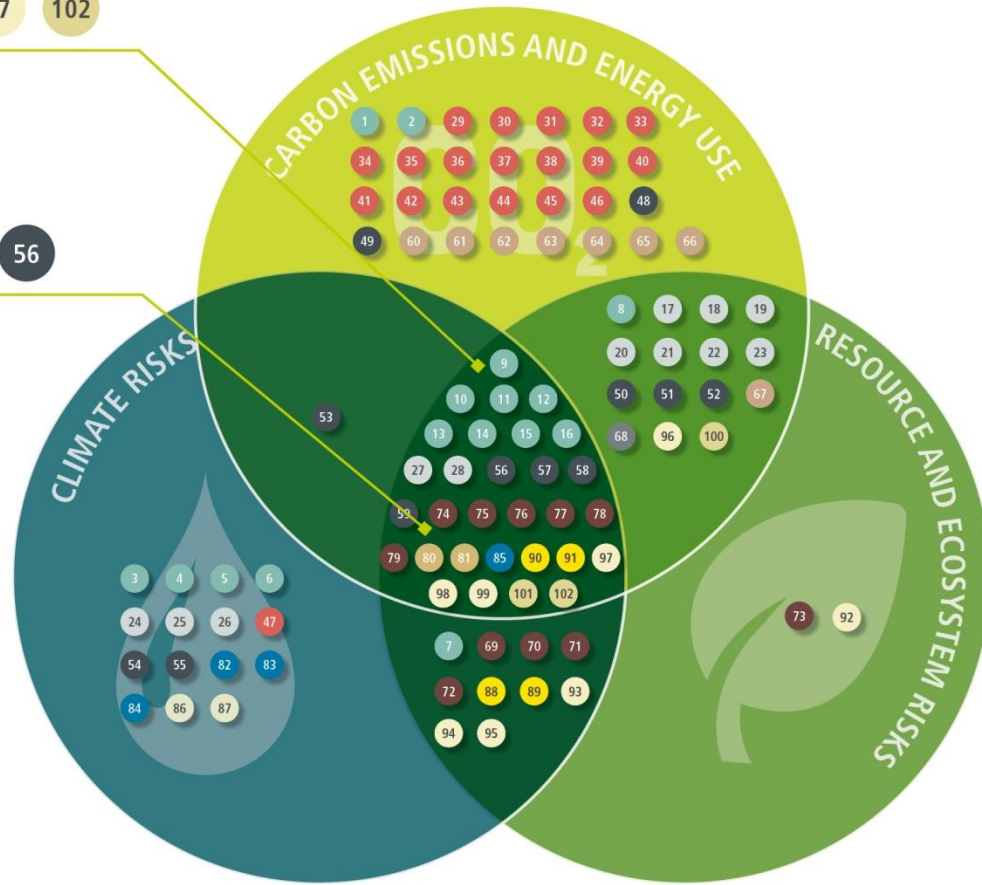 7 102
CARBON EMISSIONS AND ENERGY USE
1 2 29 30 31 32 33
34 35 36 37 38 39 40
41 42 43 44 45 46 48
49 60 61 62 63 64 65 66
CO2
56
CLIMATE RISKS
RESOURCE AND ECOSYSTEM RISKS
8 17 18 19
20 21 22 23
50 51 52 67
68 96 100
53
9
10 11 12
13 14 15 16
27 28 56 57 58
59 74 75 76 77 78
79 80 81 85 90 91 97
98 99 101 102
3 4 5 6
24 25 26 47
54 55 82 83
84 86 87
73 92
7 69 70 71
72 88 89 93
94 95